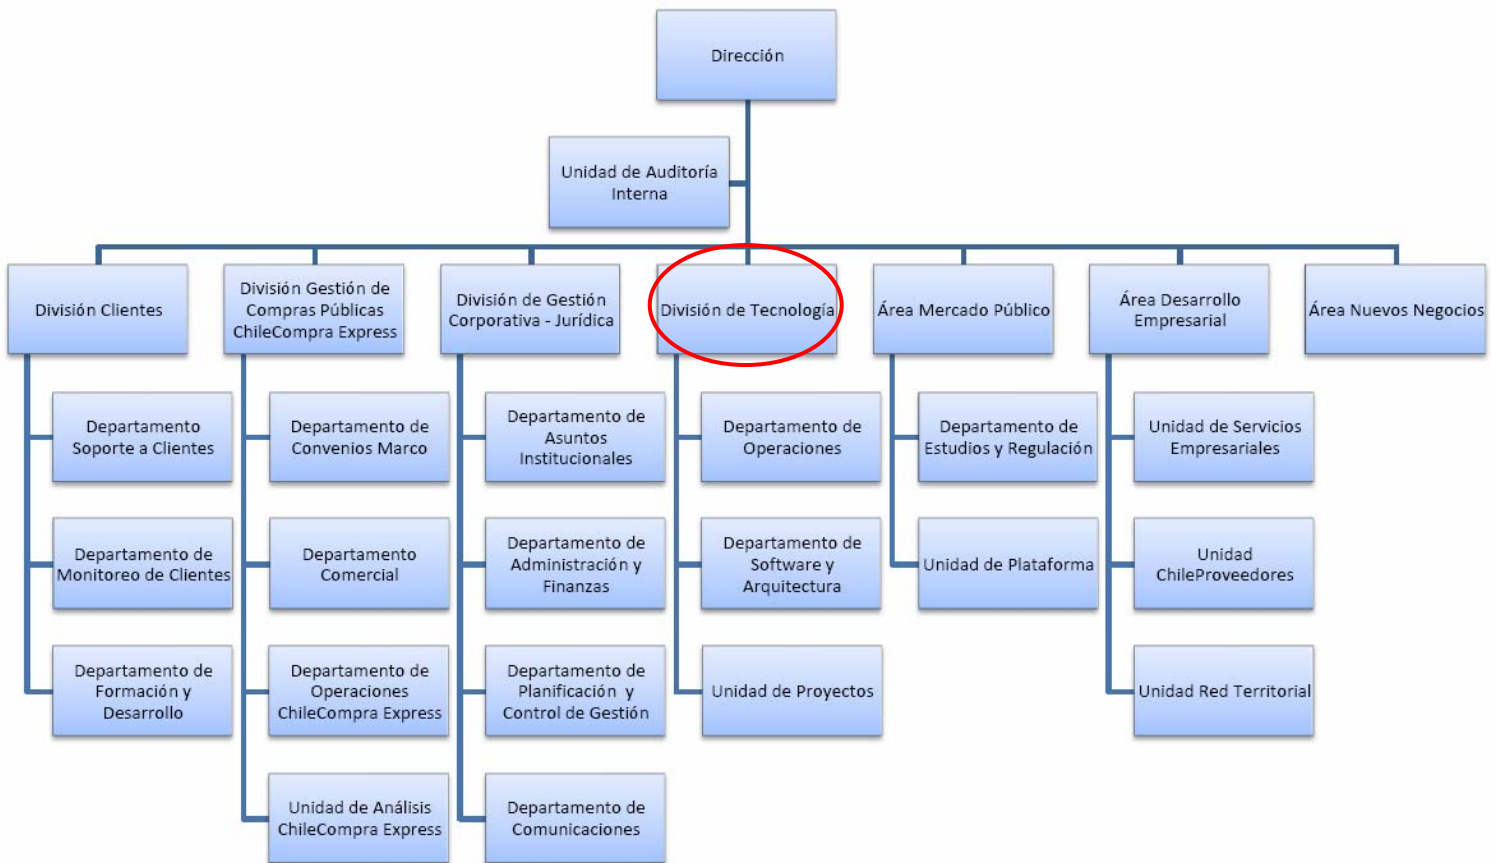 Dirección
Unidad de Auditoría
Interna
División Clientes
División Gestión de
Compras Públicas
ChileCompra Express
División de Gestión
Corporativa - Jurídica
División de Tecnología
Área Mercado Público
Área Desarrollo
Empresarial
Área Nuevos Negocios
Departamento
Soporte a Clientes
Departamento de
Convenios Marco
Departamento de
Asuntos
Institucionales
Departamento de
Operaciones
Departamento de
Estudios y Regulación
Unidad de Servicios
Empresariales
Departamento de
Monitoreo de Clientes
Departamento
Comercial
Departamento de
Administración y
Finanzas
Departamento de
Software y
Arquitectura
Unidad de Plataforma
Unidad
ChileProveedores
Departamento de
Formación y
Desarrollo
Departamento de
Operaciones
ChileCompra Express
Departamento de
Planificación y
Control de Gestión
Unidad de Proyectos
Unidad Red Territorial
Unidad de Análisis
ChileCompra Express
Departamento de
Comunicaciones